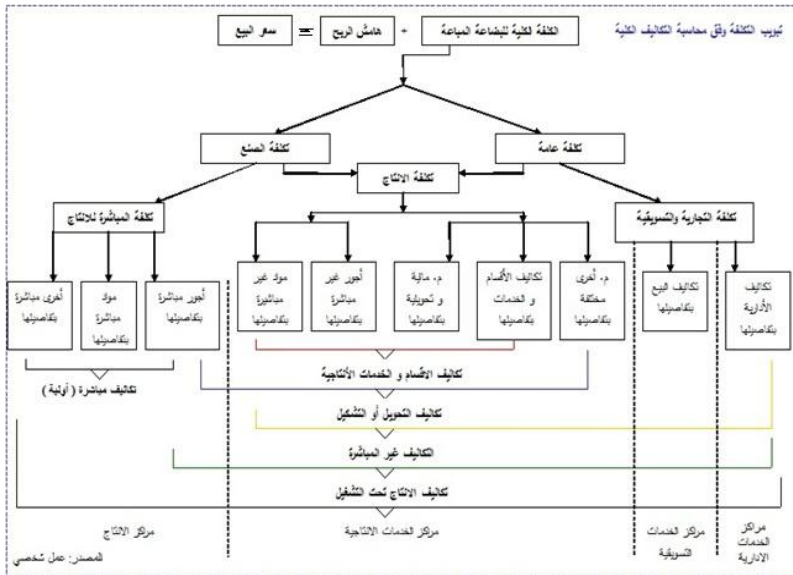 تبويب التكلفة وفق محاسبة التكاليف الكلية
الكلفة الكلية للبضاعة المباعة + هامش الربح = سعر البيع
تكلفة عامة
تكلفة الصنع
تكلفة الانتاج
تكلفة التجارية والتسويقية
تكلفة المباشرة للانتاج
تكاليف
الأدارية
بتفاصيلها
تكاليف البيع
بتفاصيلها
م. أخرى
مختلفة
بتفاصيلها
تكاليف الأقسام
و الخدمات
بتفاصيلها
م. مالية
و تحويلية
بتفاصيلها
أجور غير
مباشرة
بتفاصيلها
مواد غير
مباشرة
بتفاصيلها
أجور مباشرة
بتفاصيلها
مواد
مباشرة
بتفاصيلها
أخرى مباشرة
بتفاصيلها
تكاليف مباشرة ( أولية )
تكاليف الاقسام و الخدمات الأنتاجية
تكاليف التحويل أو التشكيل
التكاليف غير المباشرة
تكاليف الانتاج تحت التشغيل
مراكز
الخدمات
الادارية
مراكز الخدمات
التسويقية
مراكز الخدمات الانتاجية
مراكز الانتاج
المصدر: عمل شخصي